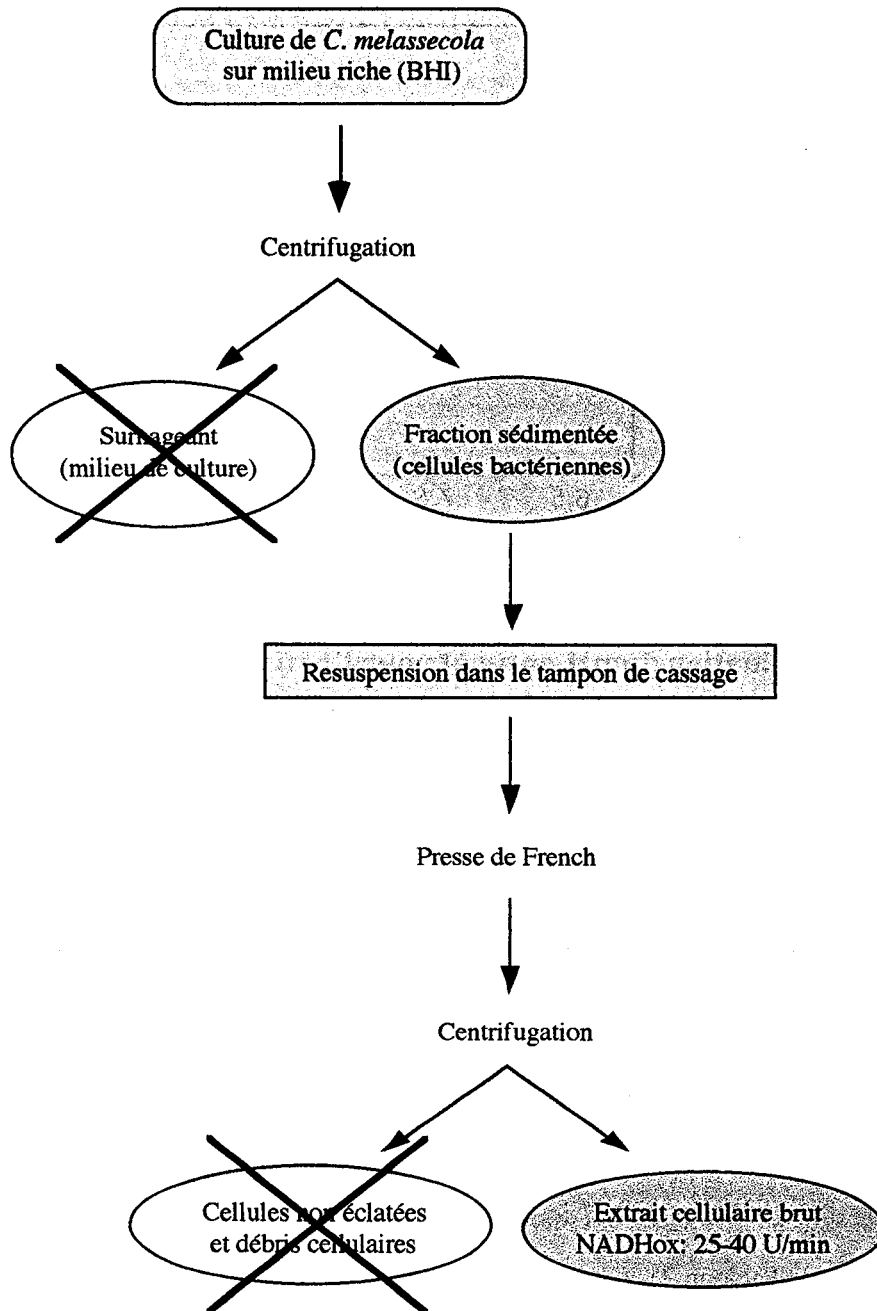 Culture de C. melassecola
sur milieu riche (BHI)
Centrifugation
Surnageant
(milieu de culture)
Fraction sédimentée
(cellules bactériennes)
Resuspension dans le tampon de cassage
Presse de French
Centrifugation
Cellules non éclatées
et débris cellulaires
Extrait cellulaire brut
NADHox: 25-40 U/min